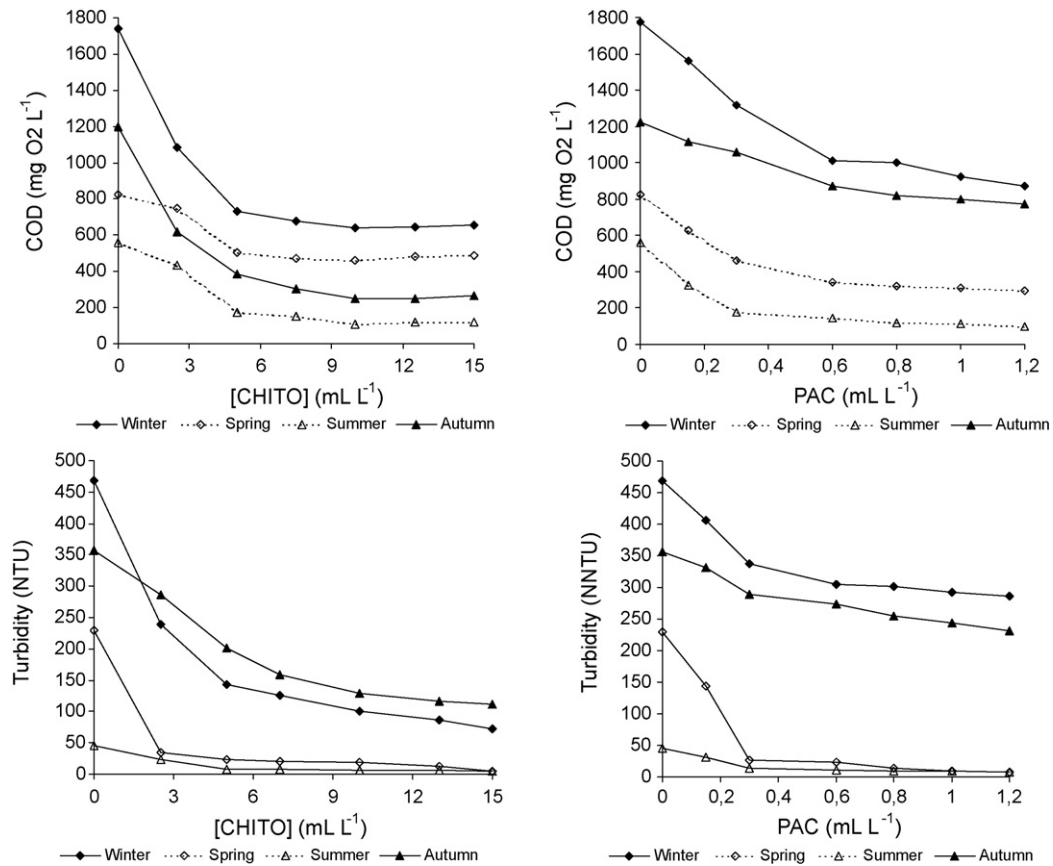 1800
1600
1400
1200
1000
800
600
400
200
0
COD (mg O2 L⁻¹)
0 3 6 9 12 15
[CHITO] (mL L⁻¹)
Winter Spring Summer Autumn
1800
1600
1400
1200
1000
800
600
400
200
0
COD (mg O2 L⁻¹)
0 0,2 0,4 0,6 0,8 1 1,2
PAC (mL L⁻¹)
Winter Spring Summer Autumn
500
450
400
350
300
250
200
150
100
50
0
Turbidity (NTU)
0 3 6 9 12 15
[CHITO] (mL L⁻¹)
Winter Spring Summer Autumn
500
450
400
350
300
250
200
150
100
50
0
Turbidity (NNTU)
0 0,2 0,4 0,6 0,8 1 1,2
PAC (mL L⁻¹)
Winter Spring Summer Autumn